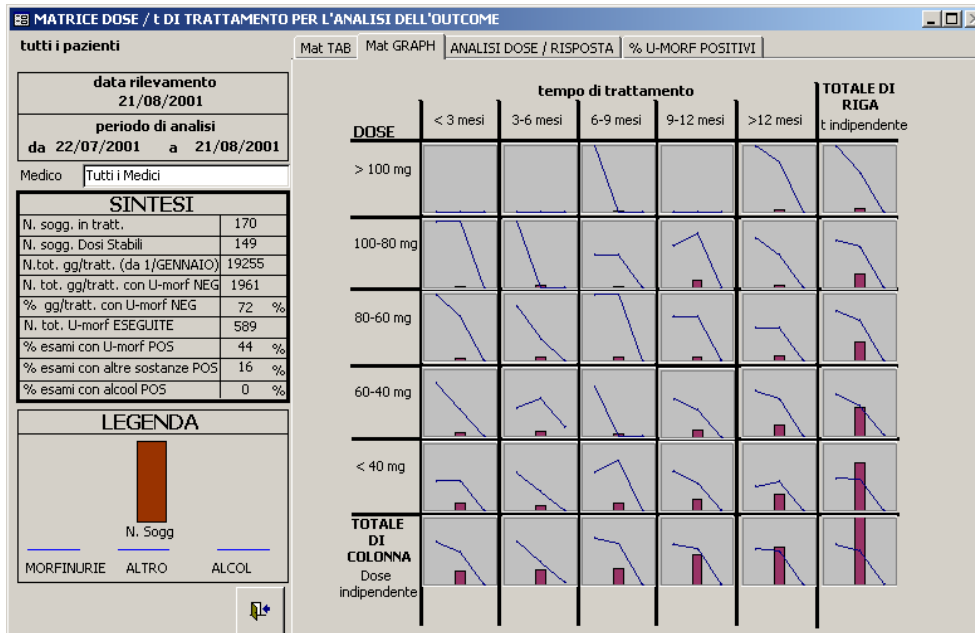 MATRICE DOSE / t DI TRATTAMENTO PER L'ANALISI DELL'OUTCOME
tutti i pazienti
Mat TAB Mat GRAPH ANALISI DOSE / RISPOSTA % U-MORF POSITIVI
data rilevamento
21/08/2001
periodo di analisi
da 22/07/2001 a 21/08/2001
Medico Tutti i Medici
SINTESI
N. sogg. in tratt. 170
N. sogg. Dosi Stabili 149
N.tot. gg/tratt. (da 1/GENNAIO) 19255
N. tot. gg/tratt. con U-morf NEG 1961
% gg/tratt. con U-morf NEG 72 %
N. tot. U-morf ESEGUITE 589
% esami con U-morf POS 44 %
% esami con altre sostanze POS 16 %
% esami con alcool POS 0 %
LEGENDA
N. Sogg
MORFINURIE ALTRO ALCOL
tempo di trattamento
TOTALE DI
RIGA
DOSE < 3 mesi 3-6 mesi 6-9 mesi 9-12 mesi >12 mesi t indipendente
> 100 mg
100-80 mg
80-60 mg
60-40 mg
< 40 mg
TOTALE
DI
COLONNA
Dose
indipendente